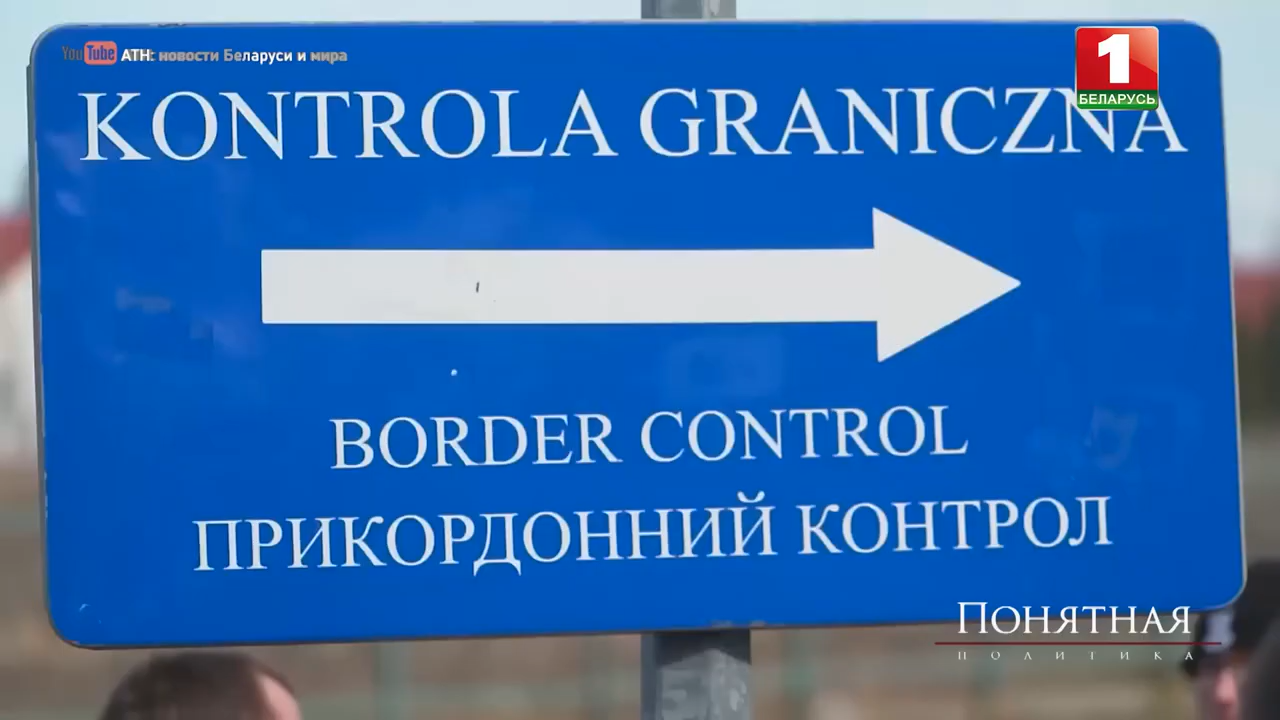 YouTube АТН: новости Беларуси и мира
1
БЕЛАРУСЬ
KONTROLA GRANICZNA
BORDER CONTROL
ПРИКОРДОННИЙ КОНТРОЛ
ПОНЯТНАЯ
ПОЛИТИКА